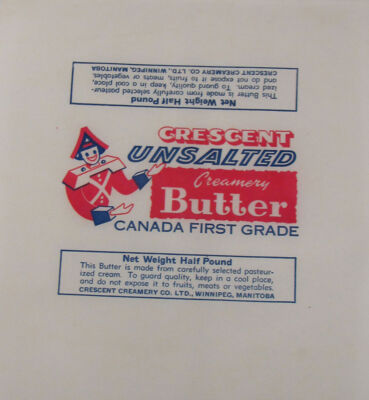 Net Weight Half Pound
This Butter is made from carefully selected pasteur-
ized cream. To guard quality, keep in a cool place,
and do not expose it to fruits, meats or vegetables.
CRESCENT CREAMERY CO. LTD., WINNIPEG, MANITOBA
CRESCENT
UNSALTED
Creamery
Butter
CANADA FIRST GRADE
Net Weight Half Pound
This Butter is made from carefully selected pasteur-
ized cream. To guard quality, keep in a cool place,
and do not expose it to fruits, meats or vegetables.
CRESCENT CREAMERY CO. LTD., WINNIPEG, MANITOBA